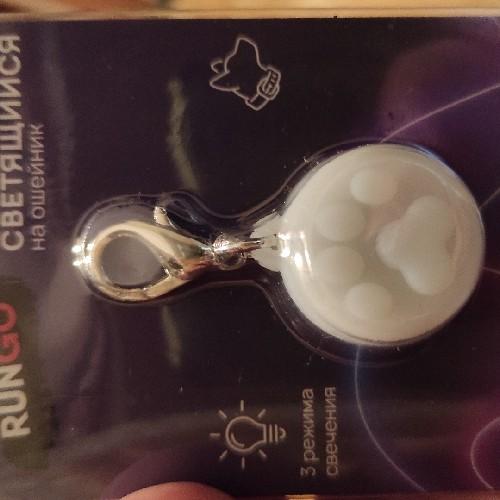 RUNGO
СВЕТЯЩИЙСЯ
на ошейник
3 режима
свечения